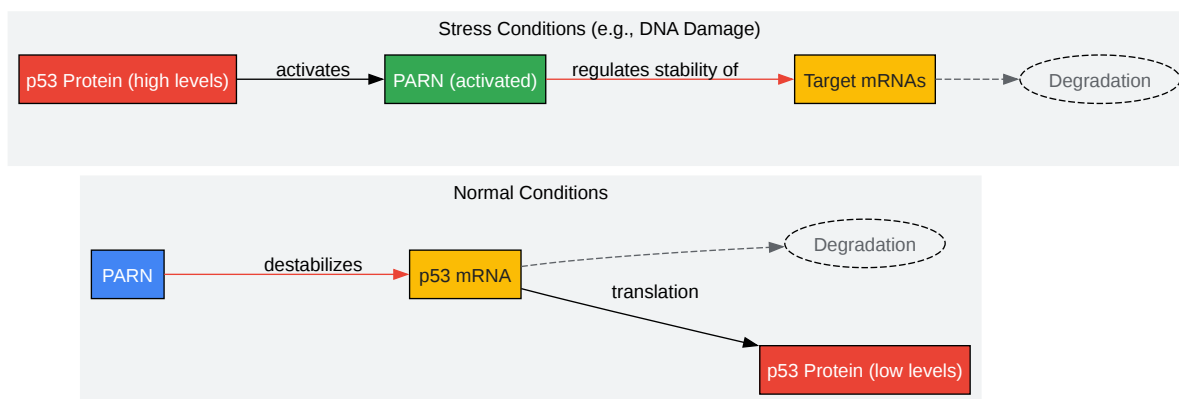 Stress Conditions (e.g., DNA Damage)
p53 Protein (high levels)
activates
PARN (activated)
regulates stability of
Target mRNAs
Degradation
Normal Conditions
PARN
destabilizes
p53 mRNA
Degradation
translation
p53 Protein (low levels)